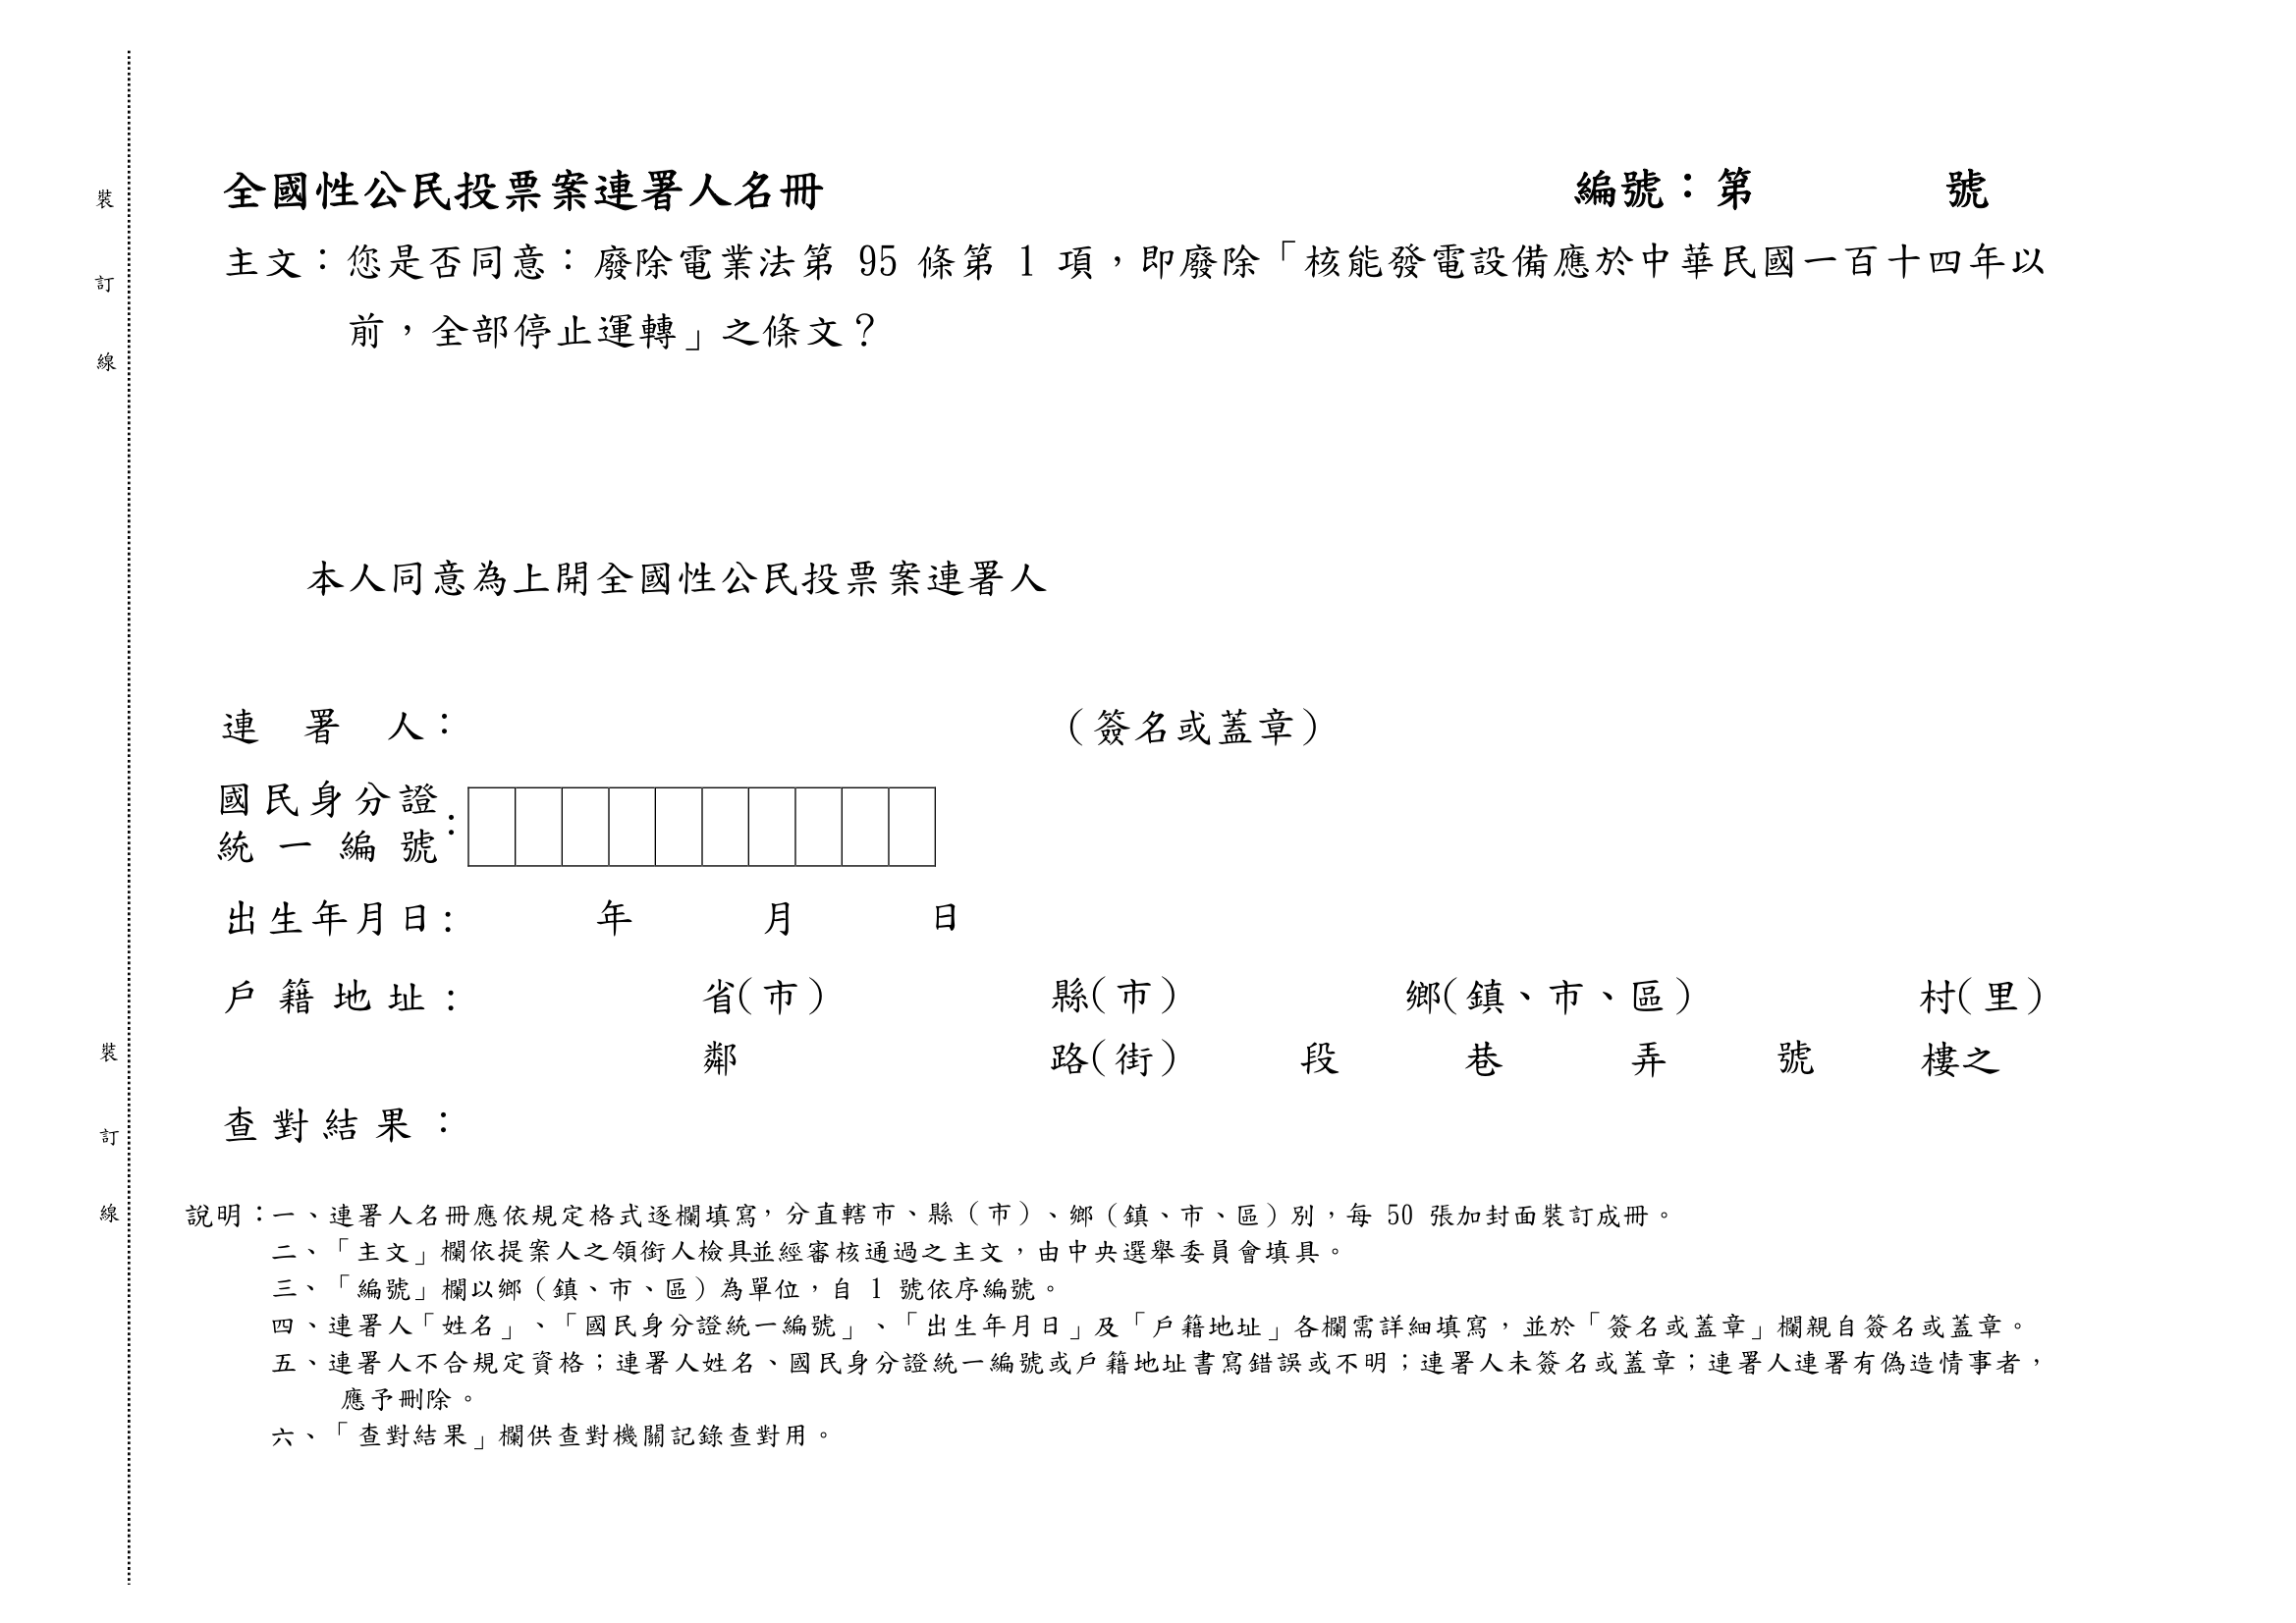 全國性公民投票案連署人名冊 編號：第 號
主文：您是否同意：廢除電業法第 95 條第 1 項，即廢除「核能發電設備應於中華民國一百十四年以
前，全部停止運轉」之條文？
本人同意為上開全國性公民投票案連署人
連 署 人： （簽名或蓋章）
國民身分證
統一編號：
出生年月日： 年 月 日
戶籍地址： 省(市) 縣(市) 鄉(鎮、市、區) 村(里)
鄰 路(街) 段 巷 弄 號 樓之
查對結果：
說明：一、連署人名冊應依規定格式逐欄填寫，分直轄市、縣（市）、鄉（鎮、市、區）別，每 50 張加封面裝訂成冊。
二、「主文」欄依提案人之領銜人檢具並經審核通過之主文，由中央選舉委員會填具。
三、「編號」欄以鄉（鎮、市、區）為單位，自 1 號依序編號。
四、連署人「姓名」、「國民身分證統一編號」、「出生年月日」及「戶籍地址」各欄需詳細填寫，並於「簽名或蓋章」欄親自簽名或蓋章。
五、連署人不合規定資格；連署人姓名、國民身分證統一編號或戶籍地址書寫錯誤或不明；連署人未簽名或蓋章；連署人連署有偽造情事者，
應予刪除。
六、「查對結果」欄供查對機關記錄查對用。
裝
訂
線
裝
訂
線